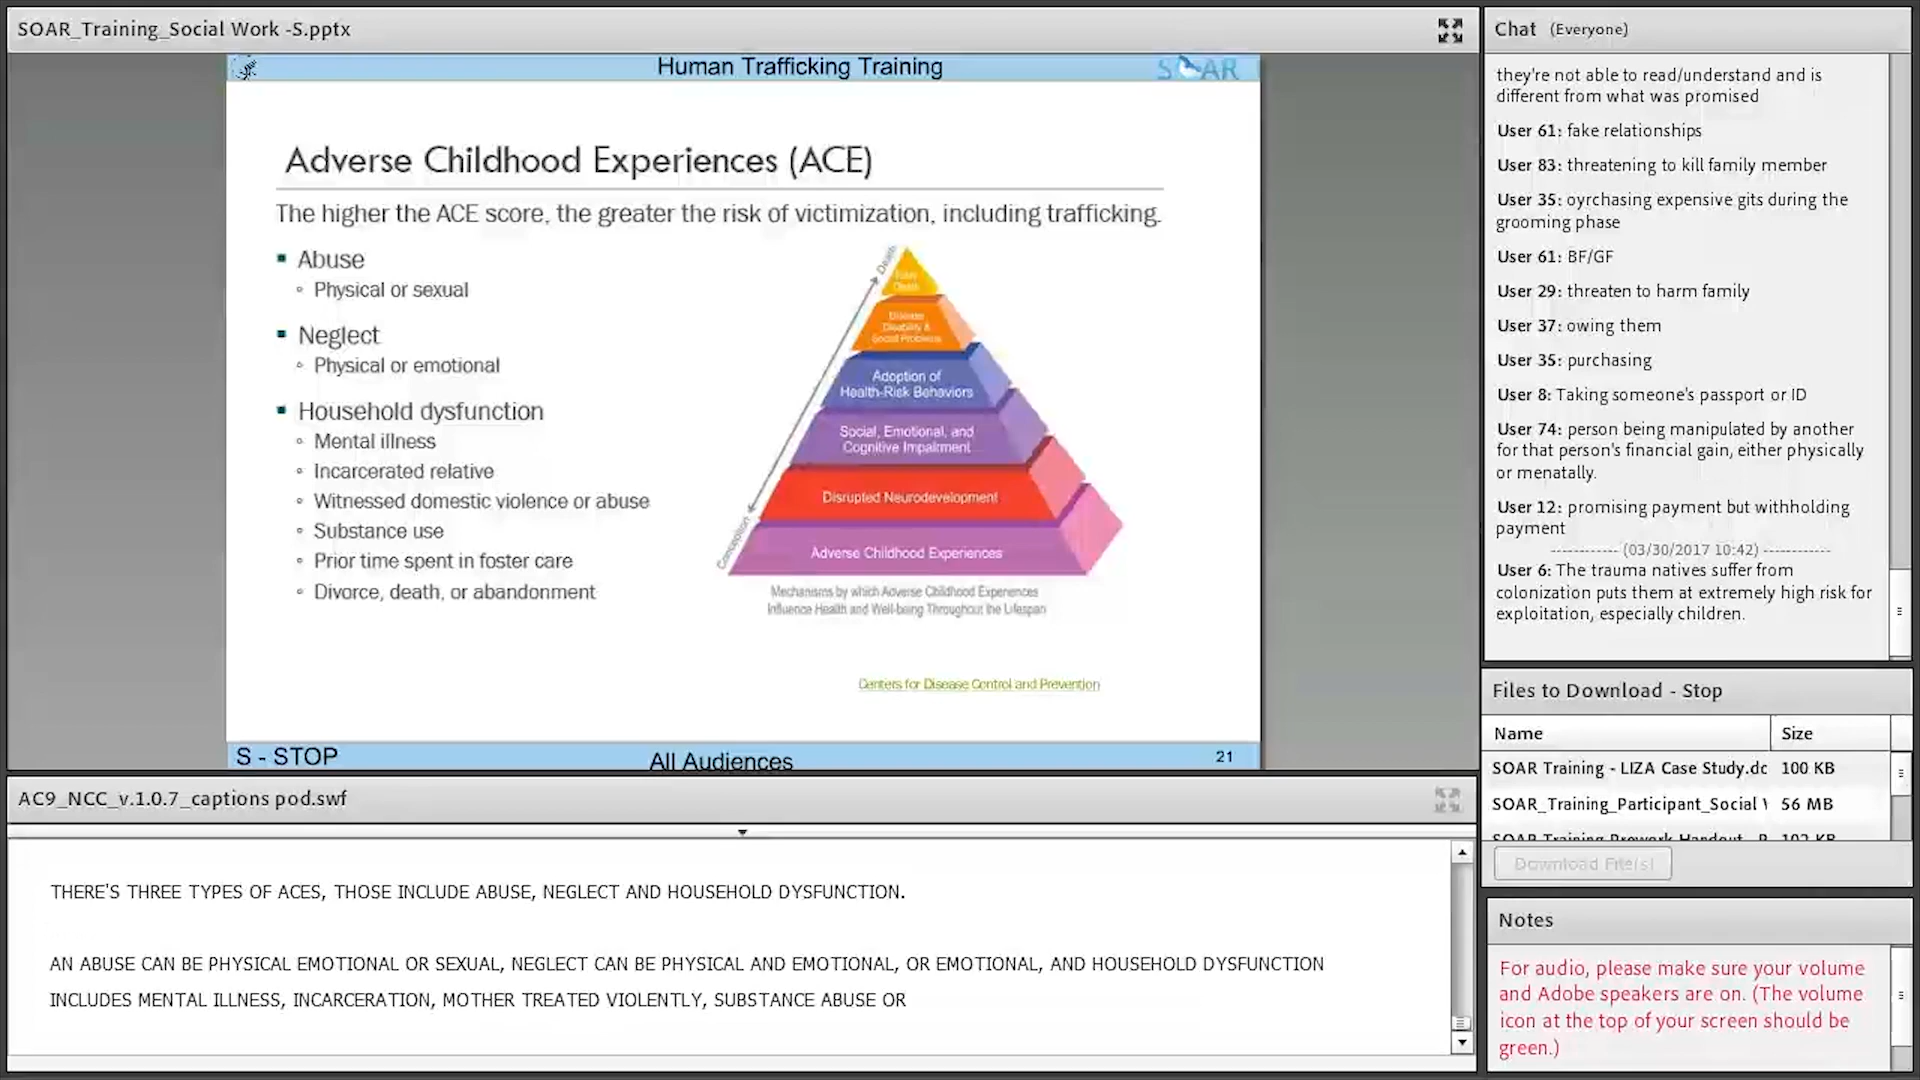 SOAR_Training_Social Work -S.pptx
Human Trafficking Training
SOAR
Adverse Childhood Experiences (ACE)
The higher the ACE score, the greater the risk of victimization, including trafficking.
Abuse
Physical or sexual
Neglect
Physical or emotional
Household dysfunction
Mental illness
Incarcerated relative
Witnessed domestic violence or abuse
Substance use
Prior time spent in foster care
Divorce, death, or abandonment
Death
Conception
Early
Death
Disease
Disability &
Social Problems
Adoption of
Health-Risk Behaviors
Social, Emotional, and
Cognitive Impairment
Disrupted Neurodevelopment
Adverse Childhood Experiences
Mechanisms by which Adverse Childhood Experiences
Influence Health and Well-being Throughout the Lifespan
Centers for Disease Control and Prevention
S - STOP
All Audiences
21
AC9_NCC_v.1.0.7_captions pod.swf
THERE'S THREE TYPES OF ACES, THOSE INCLUDE ABUSE, NEGLECT AND HOUSEHOLD DYSFUNCTION.
AN ABUSE CAN BE PHYSICAL EMOTIONAL OR SEXUAL, NEGLECT CAN BE PHYSICAL AND EMOTIONAL, OR EMOTIONAL, AND HOUSEHOLD DYSFUNCTION
INCLUDES MENTAL ILLNESS, INCARCERATION, MOTHER TREATED VIOLENTLY, SUBSTANCE ABUSE OR
Chat (Everyone)
they're not able to read/understand and is
different from what was promised
User 61: fake relationships
User 83: threatening to kill family member
User 35: oyrchasing expensive gits during the
grooming phase
User 61: BF/GF
User 29: threaten to harm family
User 37: owing them
User 35: purchasing
User 8: Taking someone's passport or ID
User 74: person being manipulated by another
for that person's financial gain, either physically
or menatally.
User 12: promising payment but withholding
payment
------------ (03/30/2017 10:42) ------------
User 6: The trauma natives suffer from
colonization puts them at extremely high risk for
exploitation, especially children.
Files to Download - Stop
Name Size
SOAR Training - LIZA Case Study.dc 100 KB
SOAR_Training_Participant_Social 56 MB
SOAR Training Prework Handout 102 KB
Download File(s)
Notes
For audio, please make sure your volume
and Adobe speakers are on. (The volume
icon at the top of your screen should be
green.)